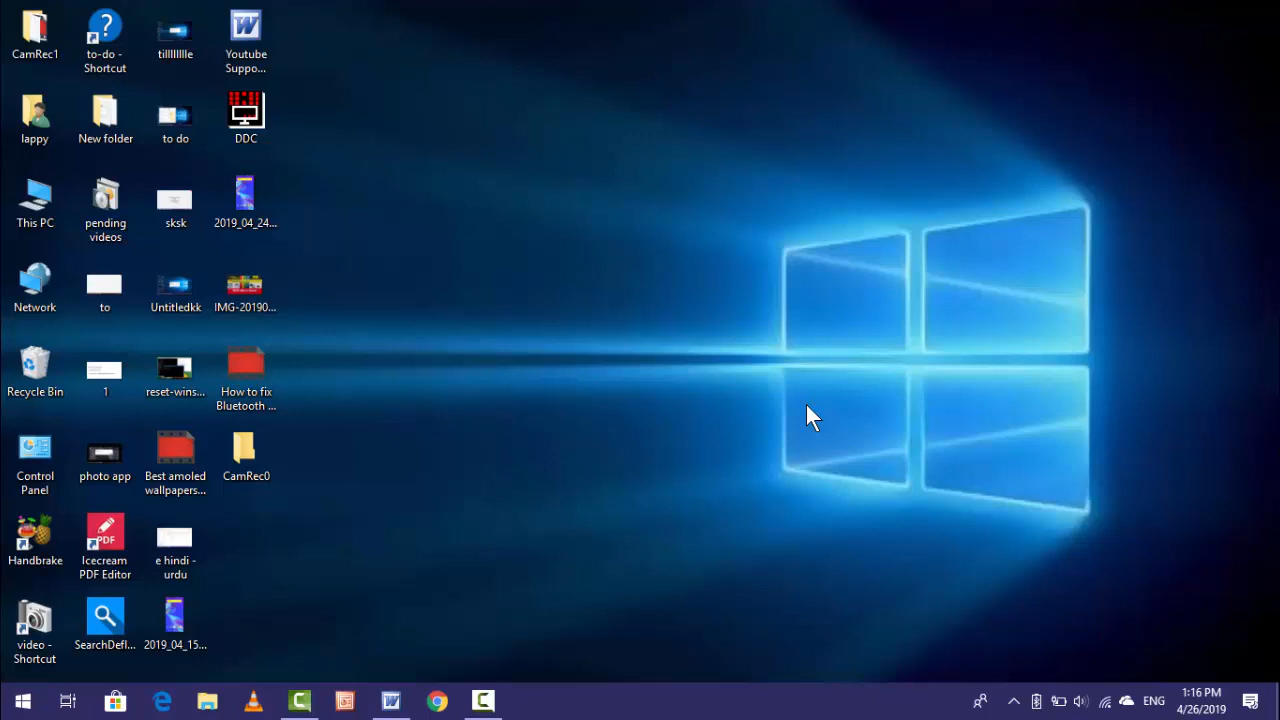 CamRec1
to-do -
Shortcut
tillllllllle
Youtube
Suppo...
lappy
New folder
to do
DDC
This PC
pending
videos
sksk
2019_04_24...
Network
to
Untitledkk
IMG-20190...
Recycle Bin
1
reset-wins...
How to fix
Bluetooth ...
Control
Panel
photo app
Best amoled
wallpapers...
CamRec0
Handbrake
PDF
Icecream
PDF Editor
e hindi -
urdu
video -
Shortcut
SearchDefl...
2019_04_15...
ENG
1:16 PM
4/26/2019